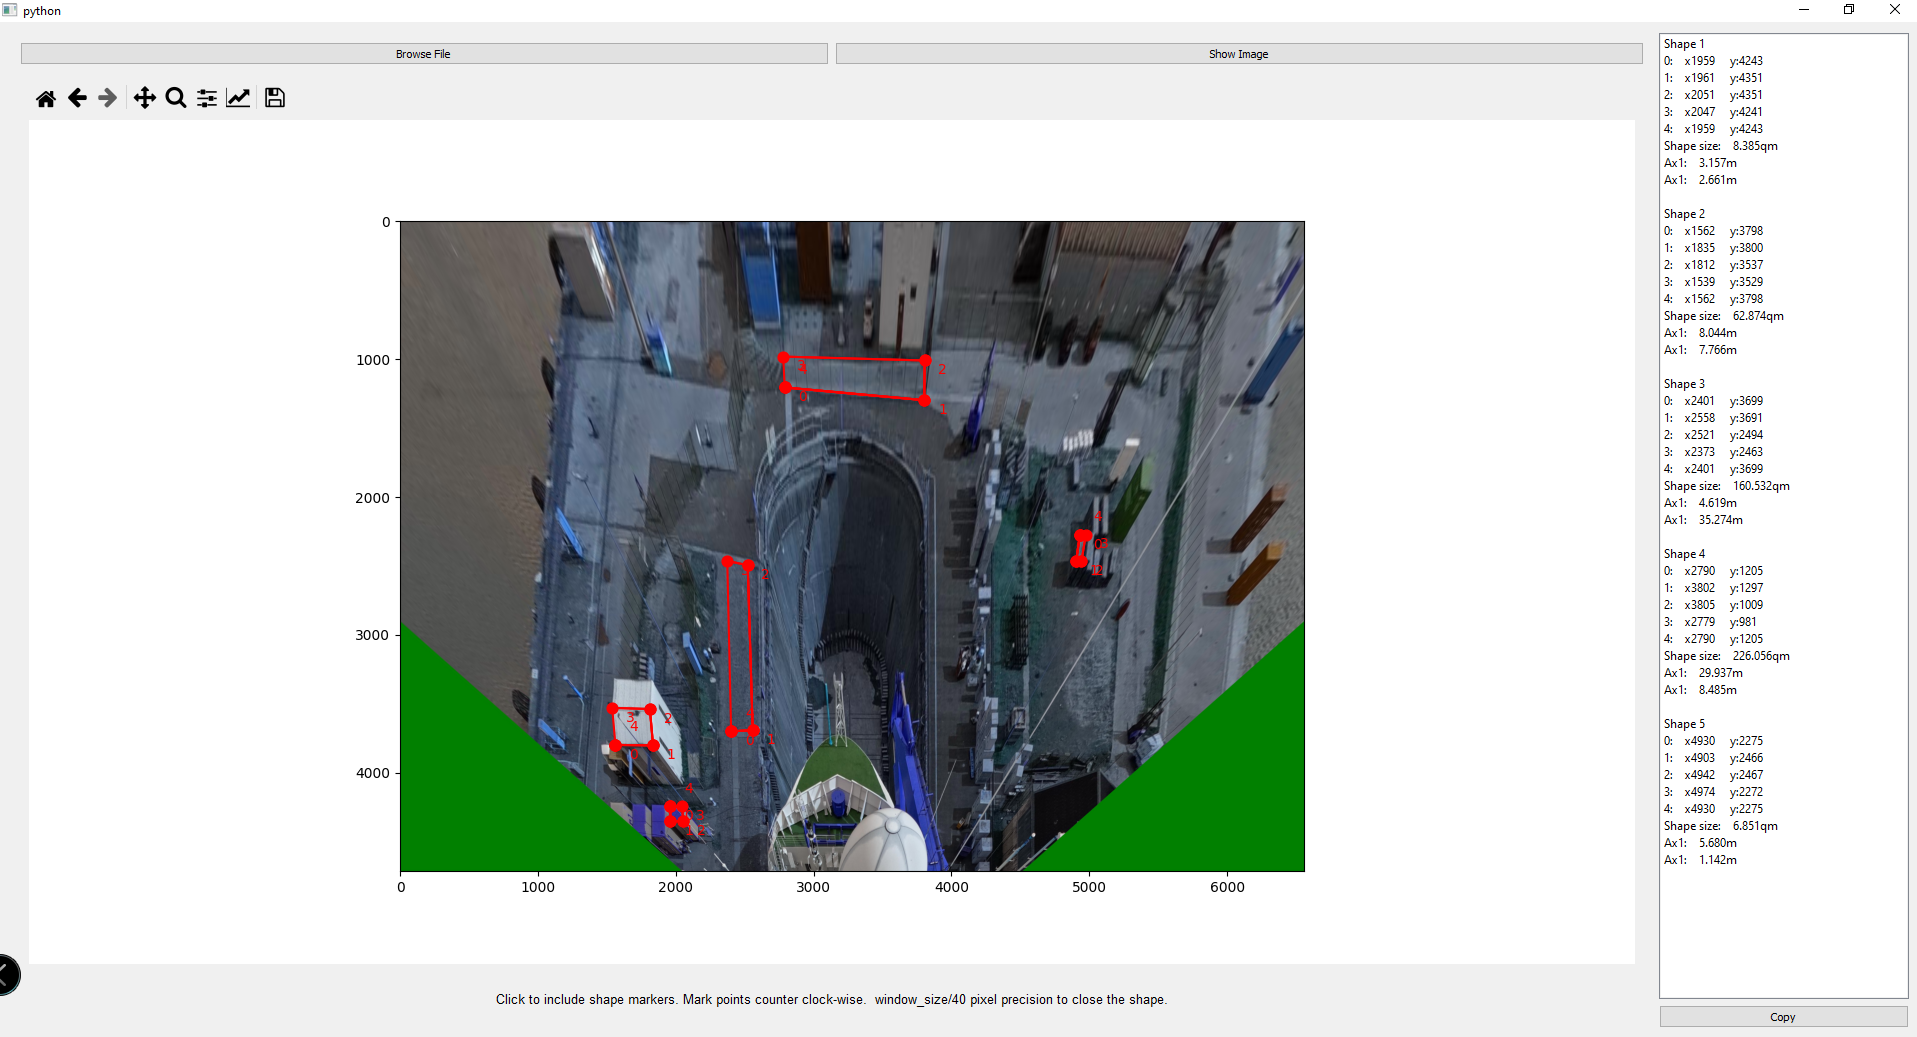 python
Browse File
Show Image
0
1000
2000
3000
4000
0
1000
2000
3000
4000
5000
6000
2
1
2
1
3
4
2
1
4
Click to include shape markers. Mark points counter clock-wise.  window_size/40 pixel precision to close the shape.
Shape 1
0:    x1959    y:4243
1:    x1961    y:4351
2:    x2051    y:4351
3:    x2047    y:4241
4:    x1959    y:4243
Shape size:    8.385qm
Ax1:    3.157m
Ax1:    2.661m
Shape 2
0:    x1562    y:3798
1:    x1835    y:3800
2:    x1812    y:3537
3:    x1539    y:3529
4:    x1562    y:3798
Shape size:    62.874qm
Ax1:    8.044m
Ax1:    7.766m
Shape 3
0:    x2401    y:3699
1:    x2558    y:3691
2:    x2521    y:2494
3:    x2373    y:2463
4:    x2401    y:3699
Shape size:    160.532qm
Ax1:    4.619m
Ax1:    35.274m
Shape 4
0:    x2790    y:1205
1:    x3802    y:1297
2:    x3805    y:1009
3:    x2779    y:981
4:    x2790    y:1205
Shape size:    226.056qm
Ax1:    29.937m
Ax1:    8.485m
Shape 5
0:    x4930    y:2275
1:    x4903    y:2466
2:    x4942    y:2467
3:    x4974    y:2272
4:    x4930    y:2275
Shape size:    6.851qm
Ax1:    5.680m
Ax1:    1.142m
Copy